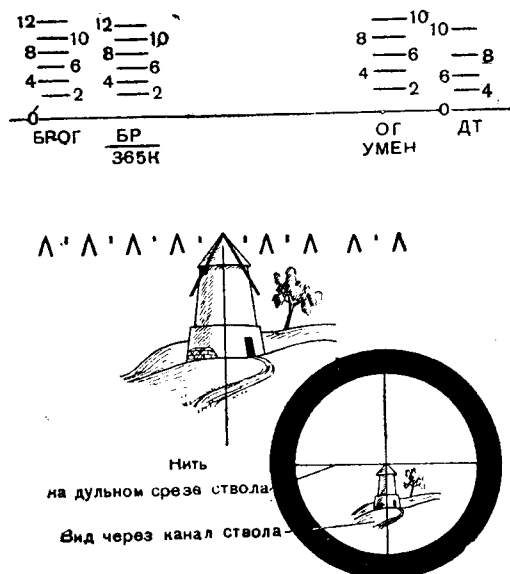 12 12 10
8 10 8 10 8 6 10 8
4 6 4 6 4 2 6 4
0 2 2 0
БРОГ БР ОГ ДТ
365К УМЕН
Нить
на дульном срезе ствола
Вид через канал ствола